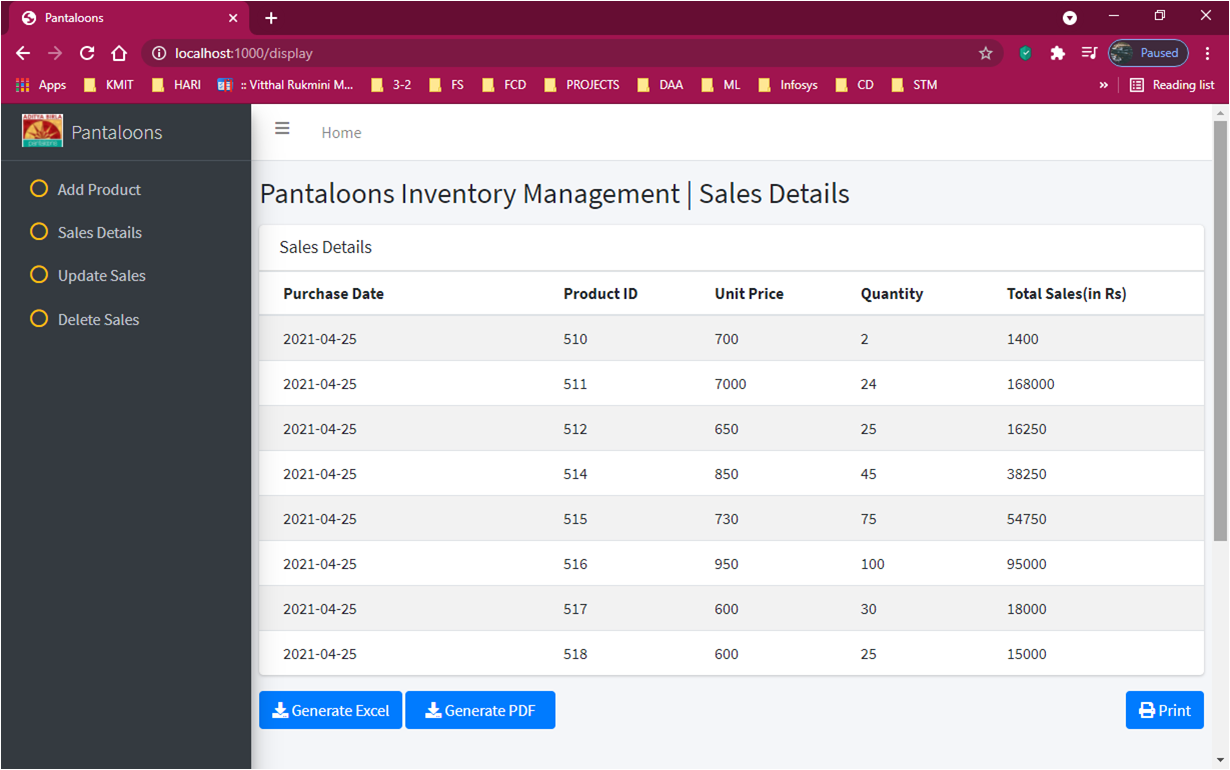 Pantaloons
localhost:1000/display
Paused
Apps KMIT HARI :: Vitthal Rukmini M... 3-2 FS FCD PROJECTS DAA ML Infosys CD STM » Reading list
ADITYA BIRLA
Pantaloons
Home
Add Product
Sales Details
Update Sales
Delete Sales
Pantaloons Inventory Management | Sales Details
Sales Details
Purchase Date Product ID Unit Price Quantity Total Sales(in Rs)
2021-04-25 510 700 2 1400
2021-04-25 511 7000 24 168000
2021-04-25 512 650 25 16250
2021-04-25 514 850 45 38250
2021-04-25 515 730 75 54750
2021-04-25 516 950 100 95000
2021-04-25 517 600 30 18000
2021-04-25 518 600 25 15000
Generate Excel Generate PDF Print